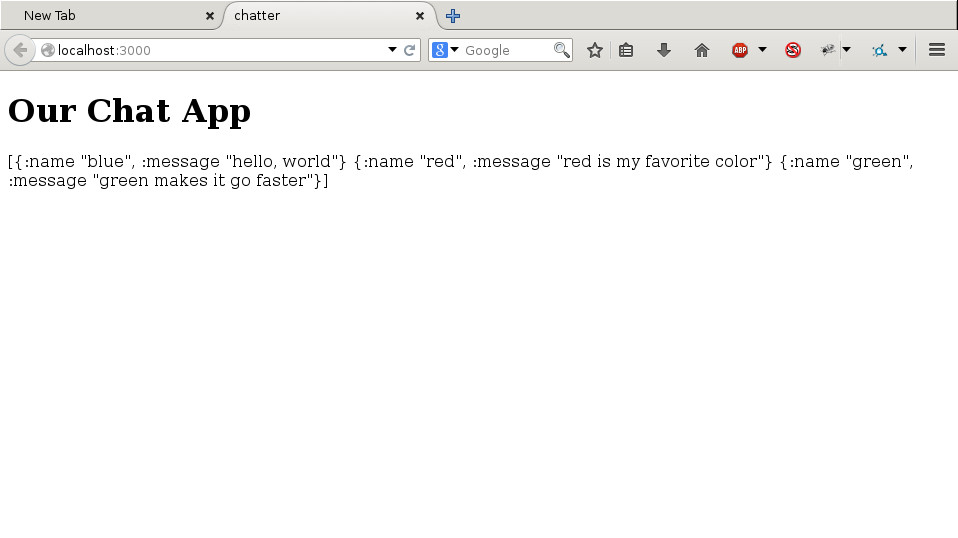 New Tab
chatter
localhost:3000
Google
ABP
Our Chat App
[{:name "blue", :message "hello, world"} {:name "red", :message "red is my favorite color"} {:name "green",
:message "green makes it go faster"}]